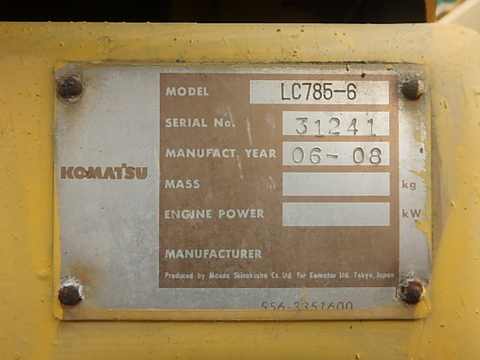 MODEL LC785-6
SERIAL No. 31241
MANUFACT. YEAR 06-08
KOMATSU
MASS kg
ENGINE POWER kW
MANUFACTURER
Produced by Maeda Seisakusho Co. Ltd. For Komatsu Ltd. Tokyo, Japan
556-3351600